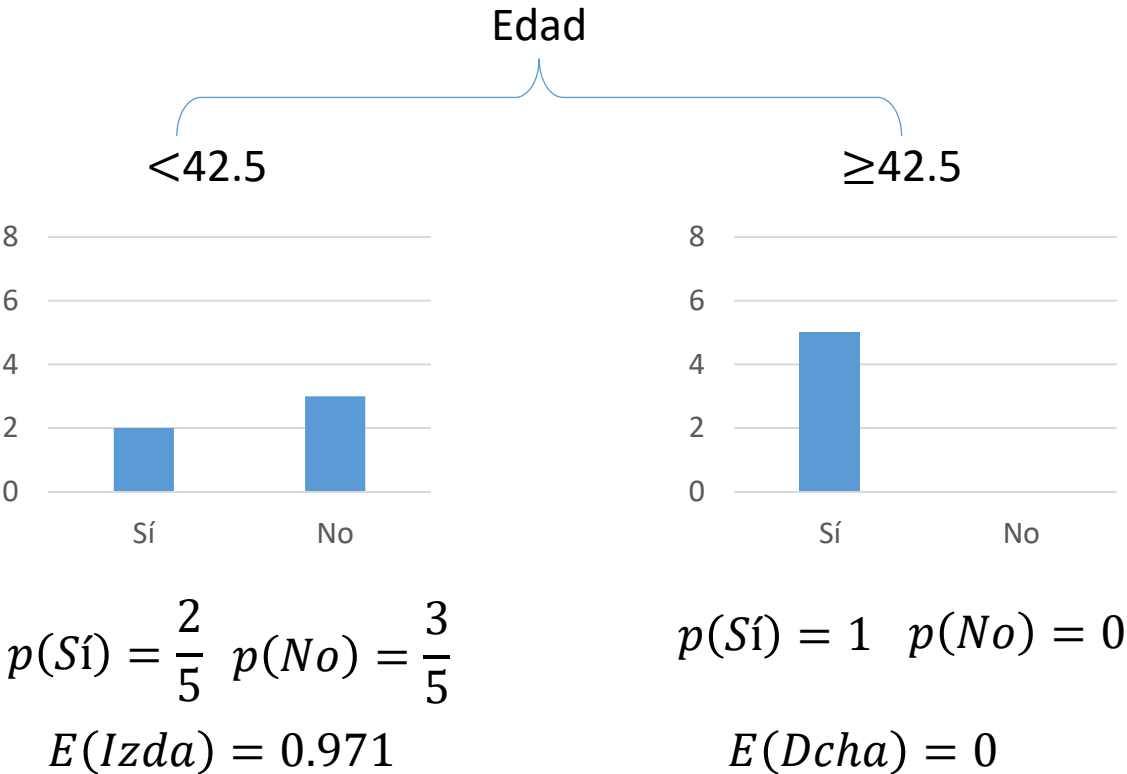 Edad
<42.5
≥42.5
8
6
4
2
0
Sí No
8
6
4
2
0
Sí No
p(Sí) = 2/5 p(No) = 3/5
E(Izda) = 0.971
p(Sí) = 1 p(No) = 0
E(Dcha) = 0